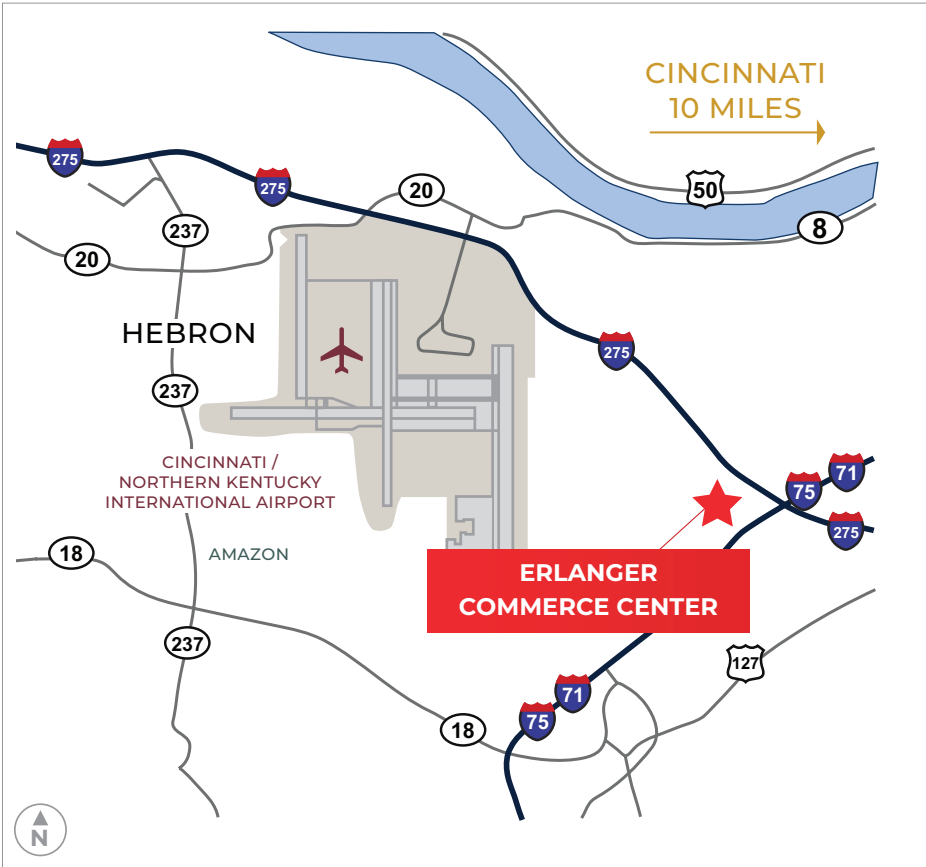 CINCINNATI
10 MILES
275
275
20
50
237
8
20
HEBRON
275
237
CINCINNATI /
NORTHERN KENTUCKY
INTERNATIONAL AIRPORT
71
75
275
AMAZON
18
ERLANGER
COMMERCE CENTER
237
127
71
75
18
N